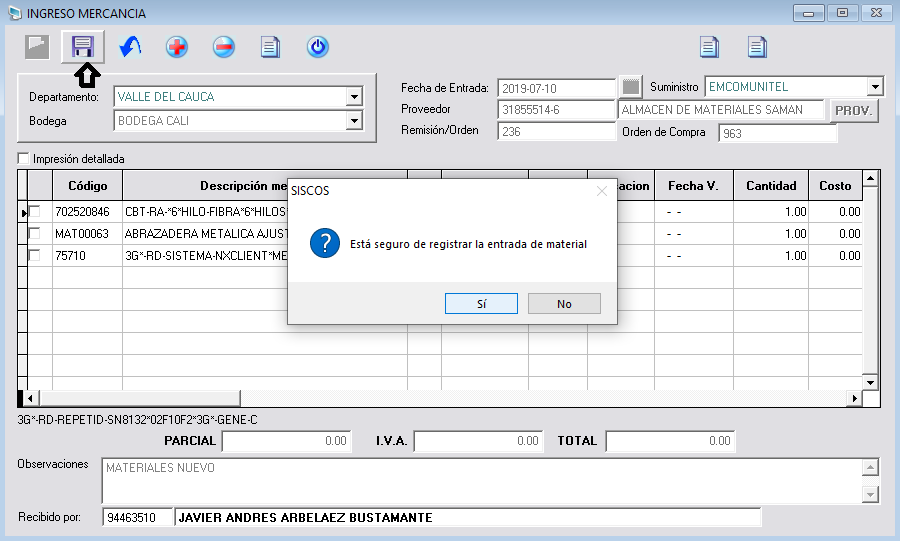 INGRESO MERCANCIA
Departamento: VALLE DEL CAUCA
Bodega BODEGA CALI
Fecha de Entrada: 2019-07-10 Suministro EMCOMUNITEL
Proveedor 31855514-6 ALMACEN DE MATERIALES SAMAN PROV.
Remisión/Orden 236 Orden de Compra 963
Impresión detallada
Código Descripción me acion Fecha V. Cantidad Costo
702520846 CBT-RA-*6*HILO-FIBRA*6*HILOS* - - 1.00 0.00
MAT00063 ABRAZADERA METALICA AJUST - - 1.00 0.00
75710 3G*-RD-SISTEMA-NXCLIENT*ME - - 1.00 0.00
SISCOS
Está seguro de registrar la entrada de material
Sí No
3G*-RD-REPETID-SN8132*02F10F2*3G*-GENE-C
PARCIAL 0.00 I.V.A. 0.00 TOTAL 0.00
Observaciones MATERIALES NUEVO
Recibido por: 94463510 JAVIER ANDRES ARBELAEZ BUSTAMANTE